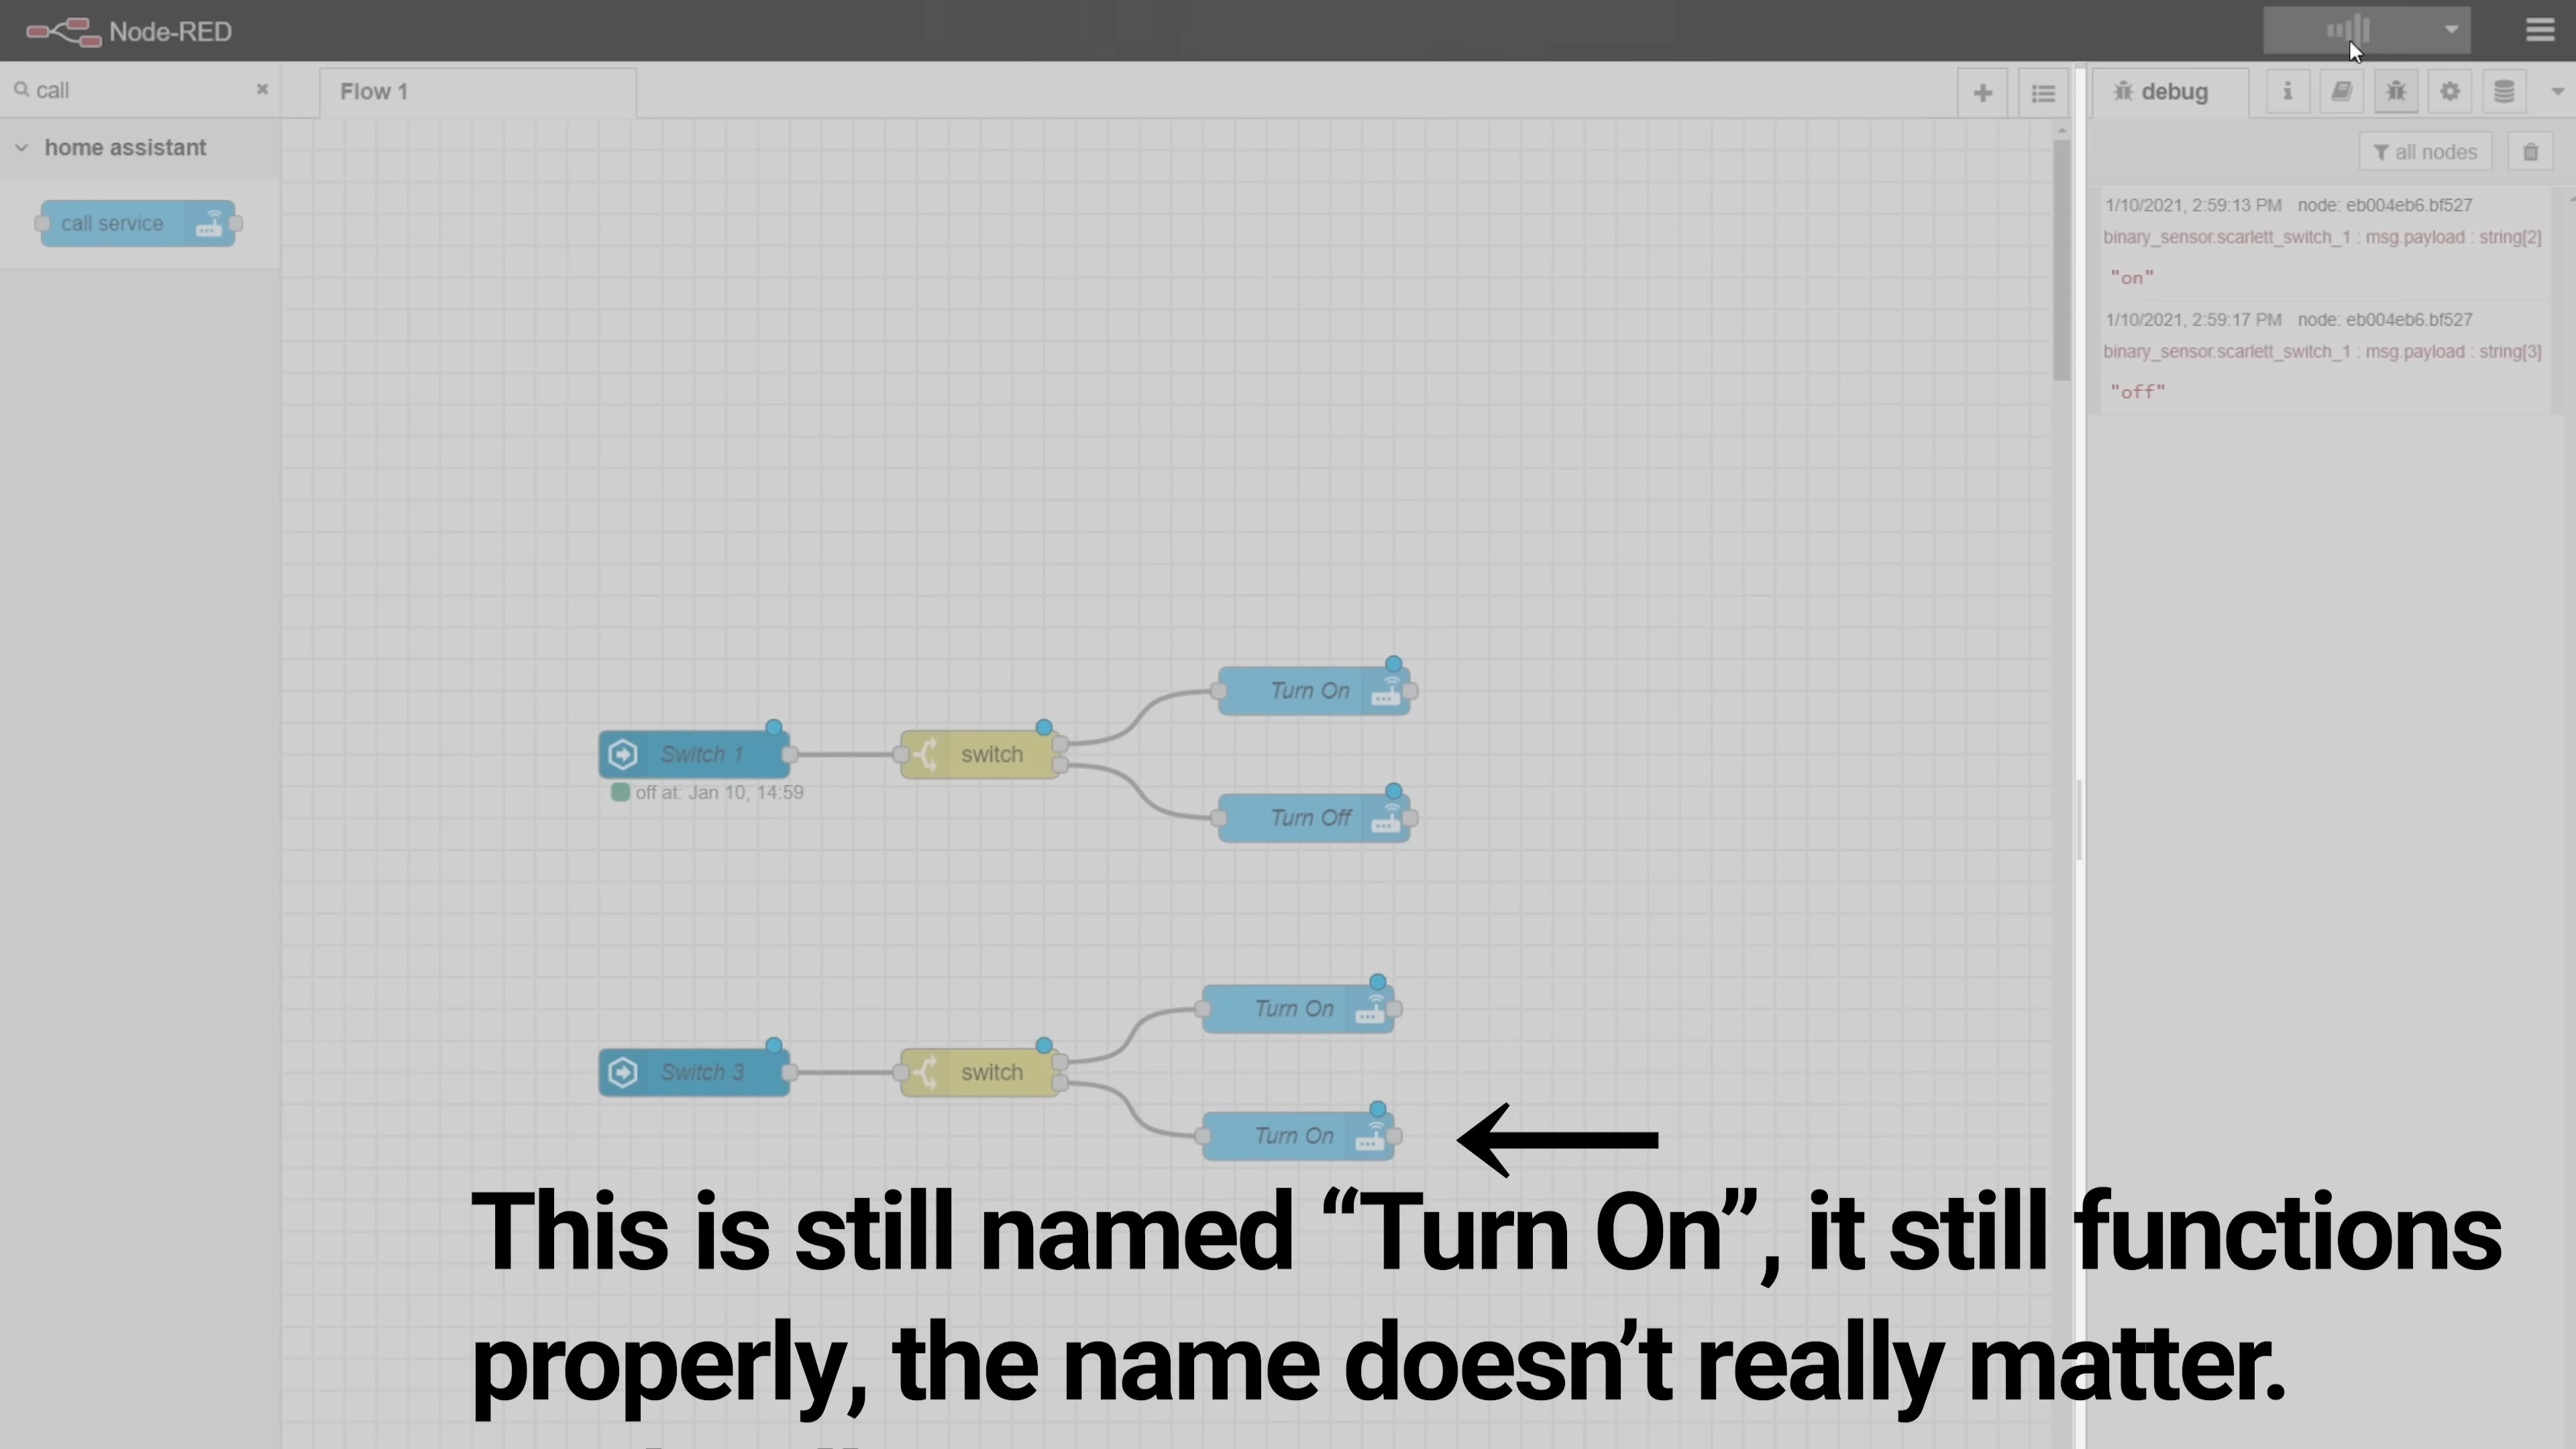 Node-RED
call
Flow 1
debug
home assistant
all nodes
call service
1/10/2021, 2:59:13 PM node: eb004eb6.bf527
binary_sensor.scarlett_switch_1 : msg.payload : string[2]
"on"
1/10/2021, 2:59:17 PM node: eb004eb6.bf527
binary_sensor.scarlett_switch_1 : msg.payload : string[3]
"off"
Turn On
Switch 1
switch
off at: Jan 10, 14:59
Turn Off
Turn On
Switch 3
switch
Turn On
This is still named “Turn On”, it still functions
properly, the name doesn’t really matter.